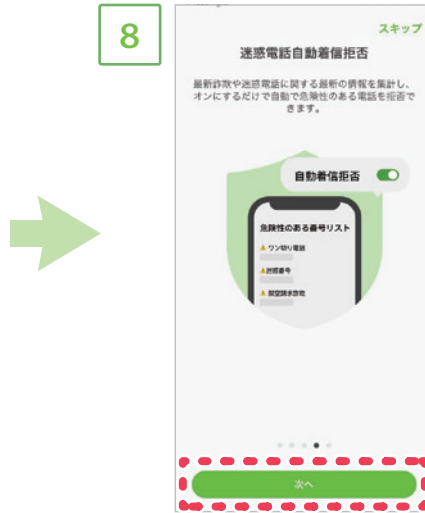 8
スキップ
迷惑電話自動着信拒否
最新詐欺や迷惑電話に関する最新の情報を集計し、
オンにするだけで自動で危険性のある電話を拒否で
きます。
自動着信拒否
危険性のある番号リスト
ワン切り電話
迷惑番号
架空請求詐欺
次へ